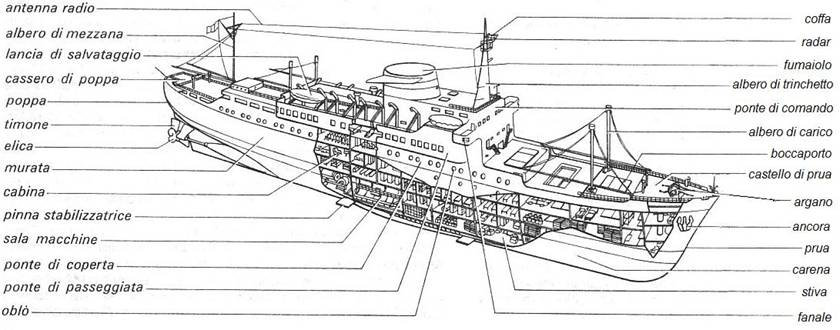 antenna radio
albero di mezzana
lancia di salvataggio
cassero di poppa
poppa
timone
elica
murata
cabina
pinna stabilizzatrice
sala macchine
ponte di coperta
ponte di passeggiata
oblò
coffa
radar
fumaiolo
albero di trinchetto
ponte di comando
albero di carico
boccaporto
castello di prua
argano
ancora
prua
carena
stiva
fanale